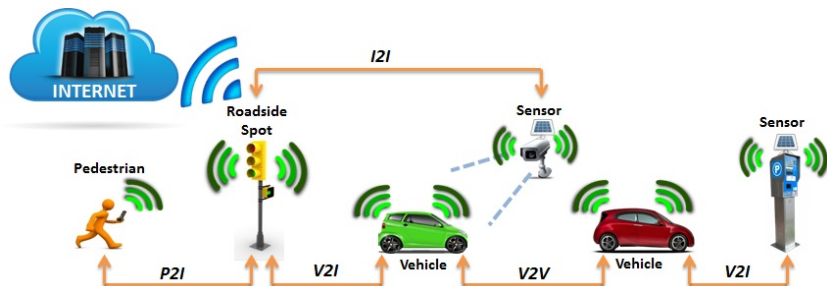 INTERNET
I2I
Roadside
Spot
Sensor
Sensor
Pedestrian
P
Vehicle
Vehicle
P2I
V2I
V2V
V2I